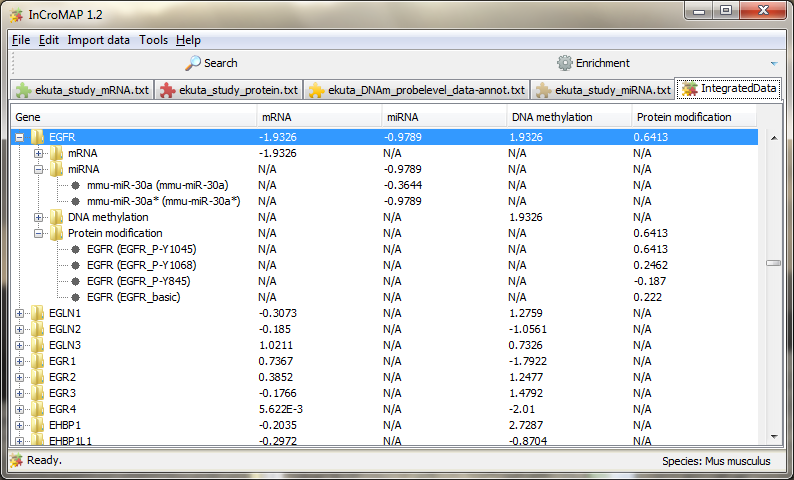 InCroMAP 1.2
File Edit Import data Tools Help
Search Enrichment
ekuta_study_mRNA.txt ekuta_study_protein.txt ekuta_DNAm_probelevel_data-annot.txt ekuta_study_miRNA.txt IntegratedData
Gene mRNA miRNA DNA methylation Protein modification
EGFR -1.9326 -0.9789 1.9326 0.6413
mRNA -1.9326 N/A N/A N/A
miRNA N/A -0.9789 N/A N/A
mmu-miR-30a (mmu-miR-30a) N/A -0.3644 N/A N/A
mmu-miR-30a* (mmu-miR-30a*) N/A -0.9789 N/A N/A
DNA methylation N/A N/A 1.9326 N/A
Protein modification N/A N/A N/A 0.6413
EGFR (EGFR_P-Y1045) N/A N/A N/A 0.6413
EGFR (EGFR_P-Y1068) N/A N/A N/A 0.2462
EGFR (EGFR_P-Y845) N/A N/A N/A -0.187
EGFR (EGFR_basic) N/A N/A N/A 0.222
EGLN1 -0.3073 N/A 1.2759 N/A
EGLN2 -0.185 N/A -1.0561 N/A
EGLN3 1.0211 N/A 0.7326 N/A
EGR1 0.7367 N/A -1.7922 N/A
EGR2 0.3852 N/A 1.2477 N/A
EGR3 -0.1766 N/A 1.4792 N/A
EGR4 5.622E-3 N/A -2.01 N/A
EHBP1 -0.2035 N/A 2.7287 N/A
EHBP1L1 -0.2972 N/A -0.8704 N/A
Ready. Species: Mus musculus